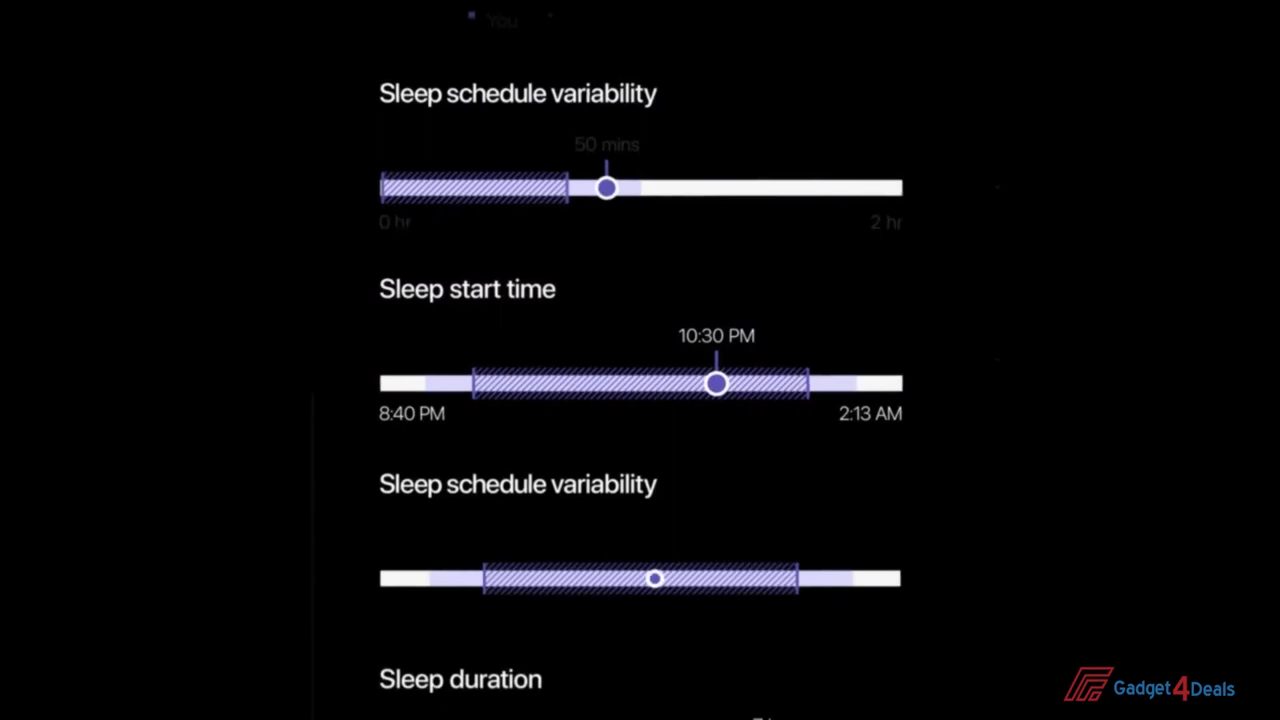 You
Sleep schedule variability
50 mins
0 hr
2 hr
Sleep start time
10:30 PM
8:40 PM
2:13 AM
Sleep schedule variability
Sleep duration
Gadget4Deals